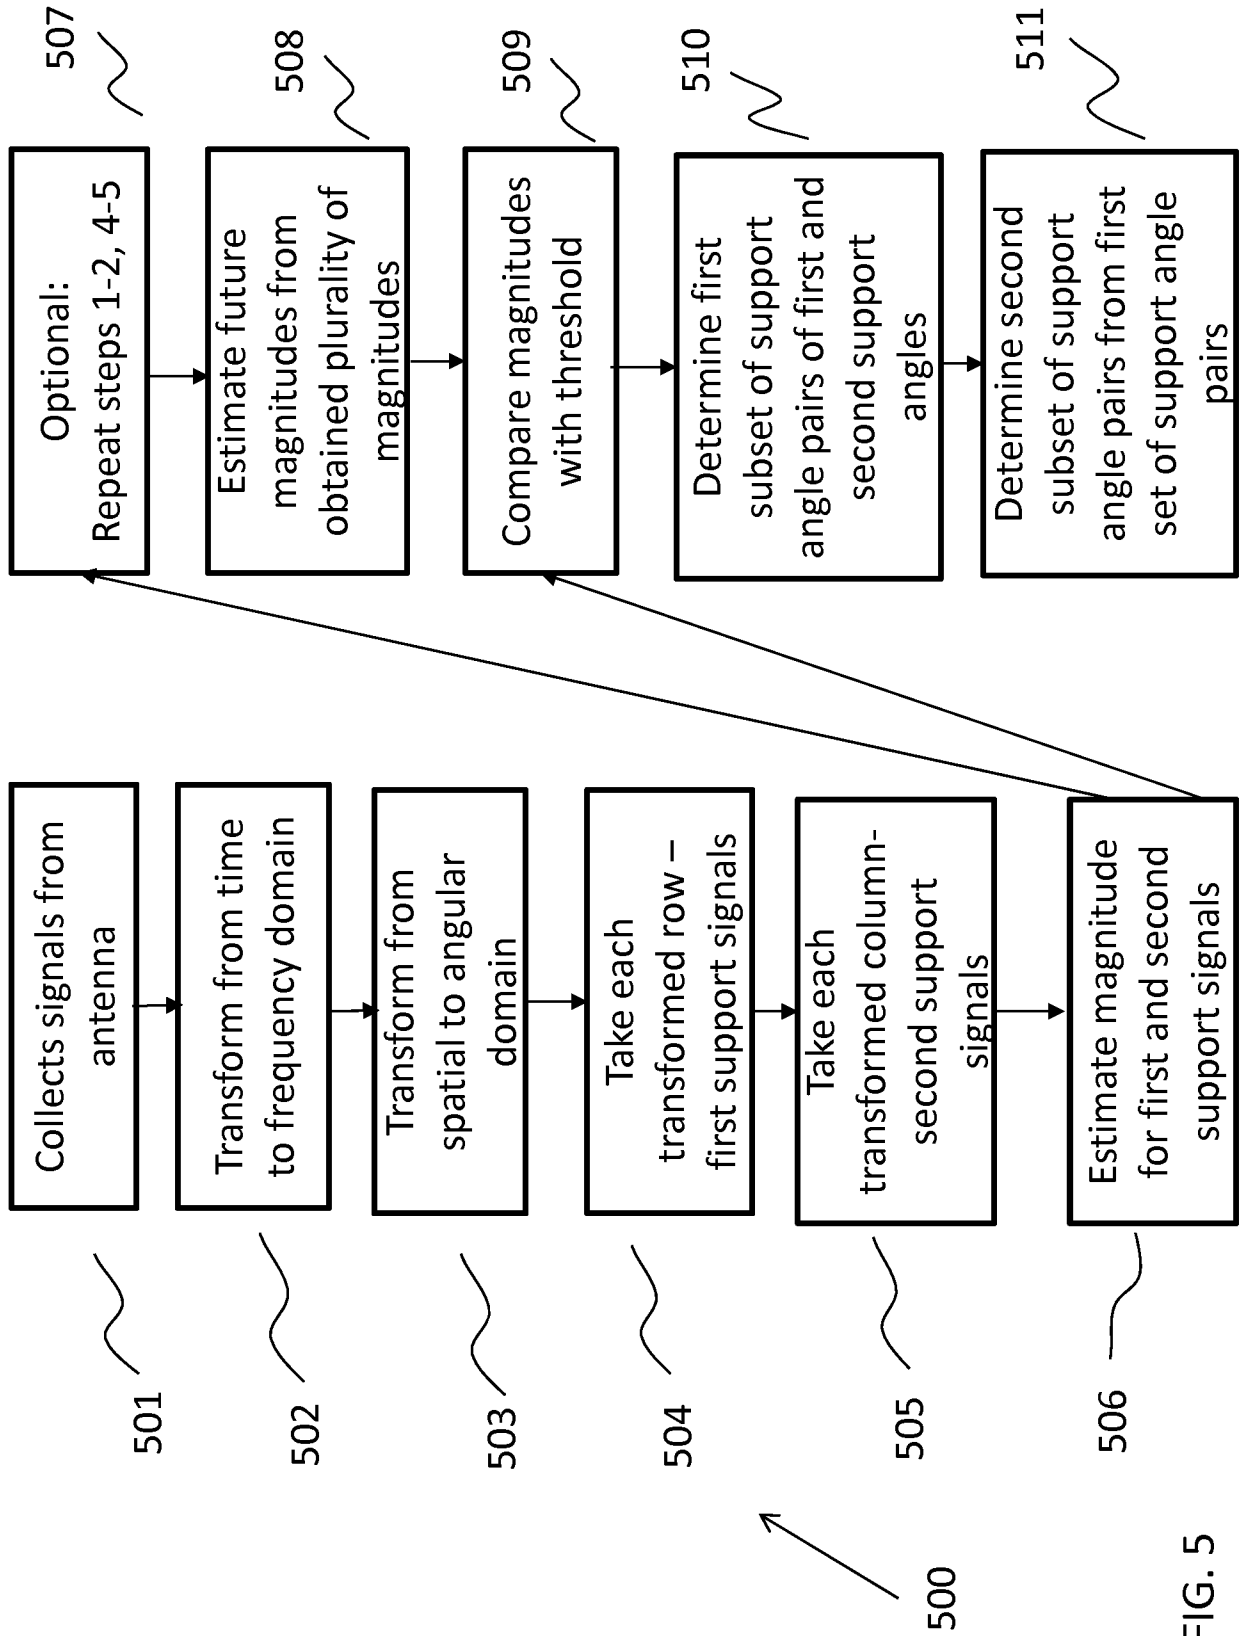 501
Collects signals from
antenna
502
Transform from time
to frequency domain
503
Transform from
spatial to angular
domain
504
Take each
transformed row –
first support signals
505
Take each
transformed column-
second support
signals
506
Estimate magnitude
for first and second
support signals
507
Optional:
Repeat steps 1-2, 4-5
508
Estimate future
magnitudes from
obtained plurality of
magnitudes
509
Compare magnitudes
with threshold
510
Determine first
subset of support
angle pairs of first and
second support
angles
511
Determine second
subset of support
angle pairs from first
set of support angle
pairs
500
FIG. 5